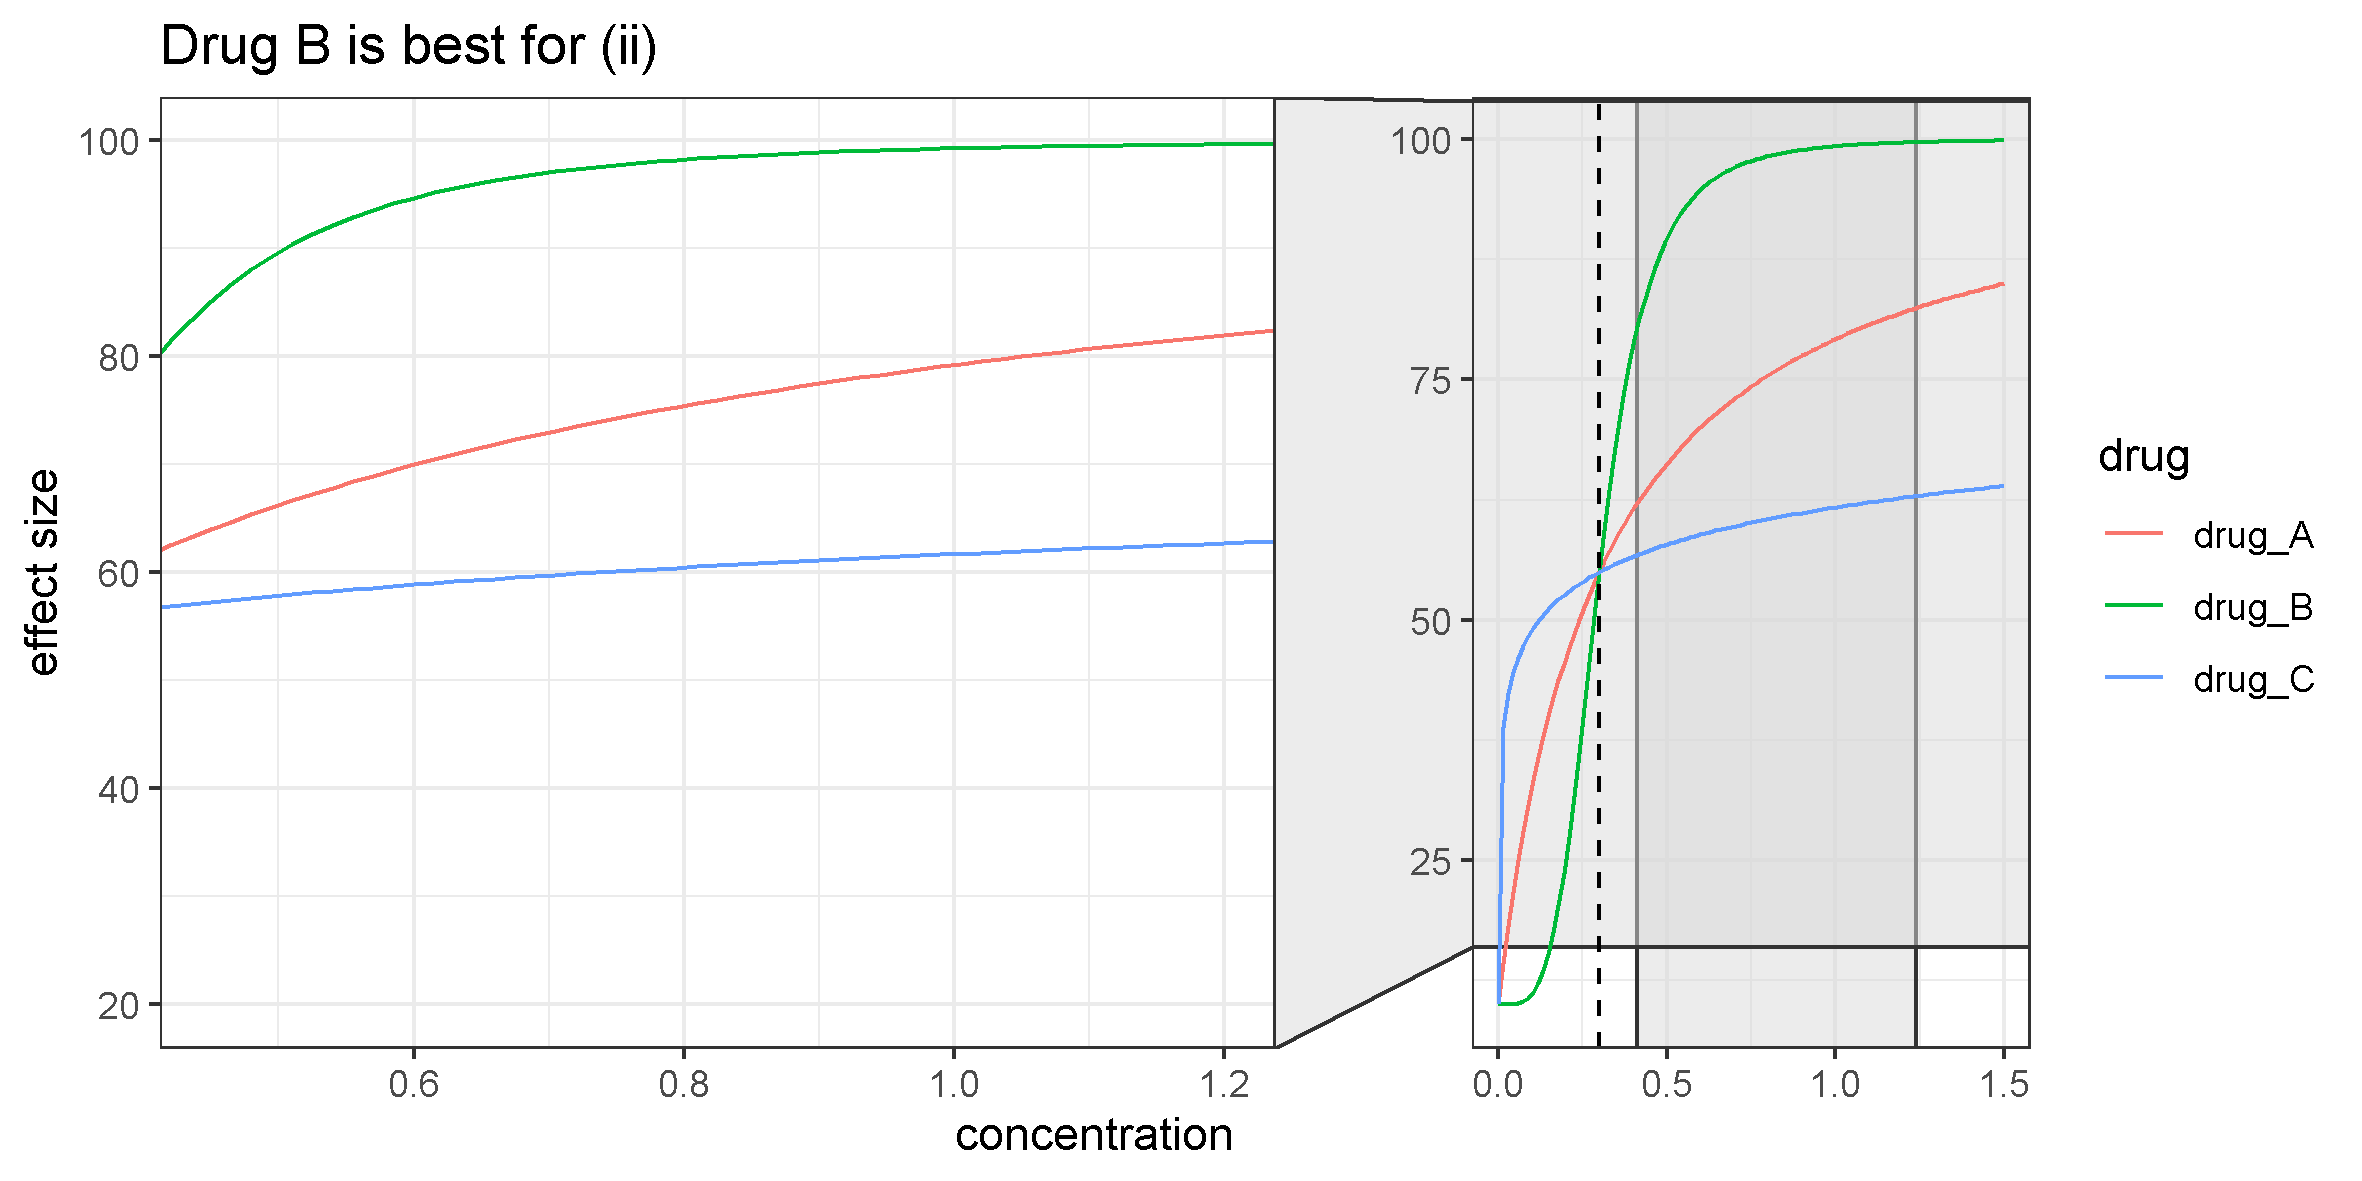 Drug B is best for (ii)
effect size
100
80
60
40
20
0.6 0.8 1.0 1.2
100
75
50
25
0.0 0.5 1.0 1.5
concentration
drug
drug_A
drug_B
drug_C